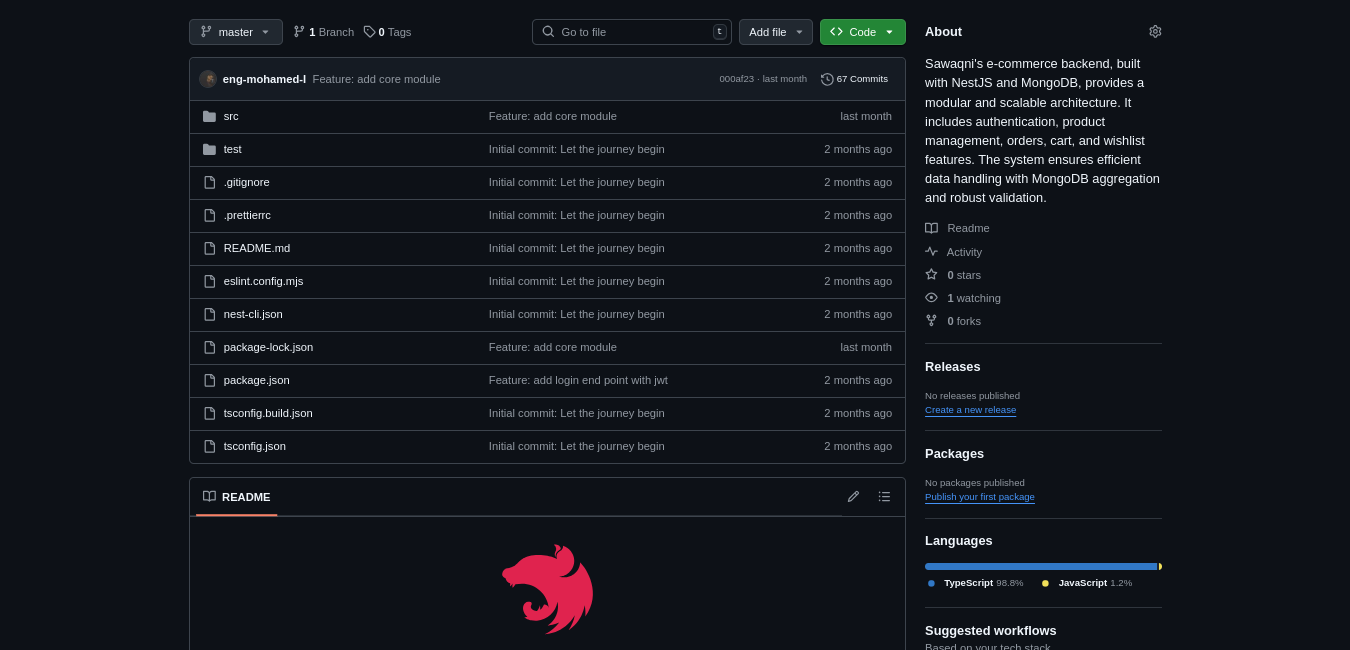 master 1 Branch 0 Tags Go to file t Add file Code
eng-mohamed-I Feature: add core module 000af23 · last month 67 Commits
src Feature: add core module last month
test Initial commit: Let the journey begin 2 months ago
.gitignore Initial commit: Let the journey begin 2 months ago
.prettierrc Initial commit: Let the journey begin 2 months ago
README.md Initial commit: Let the journey begin 2 months ago
eslint.config.mjs Initial commit: Let the journey begin 2 months ago
nest-cli.json Initial commit: Let the journey begin 2 months ago
package-lock.json Feature: add core module last month
package.json Feature: add login end point with jwt 2 months ago
tsconfig.build.json Initial commit: Let the journey begin 2 months ago
tsconfig.json Initial commit: Let the journey begin 2 months ago
README
About
Sawaqni's e-commerce backend, built
with NestJS and MongoDB, provides a
modular and scalable architecture. It
includes authentication, product
management, orders, cart, and wishlist
features. The system ensures efficient
data handling with MongoDB aggregation
and robust validation.
Readme
Activity
0 stars
1 watching
0 forks
Releases
No releases published
Create a new release
Packages
No packages published
Publish your first package
Languages
TypeScript 98.8% JavaScript 1.2%
Suggested workflows
Based on your tech stack